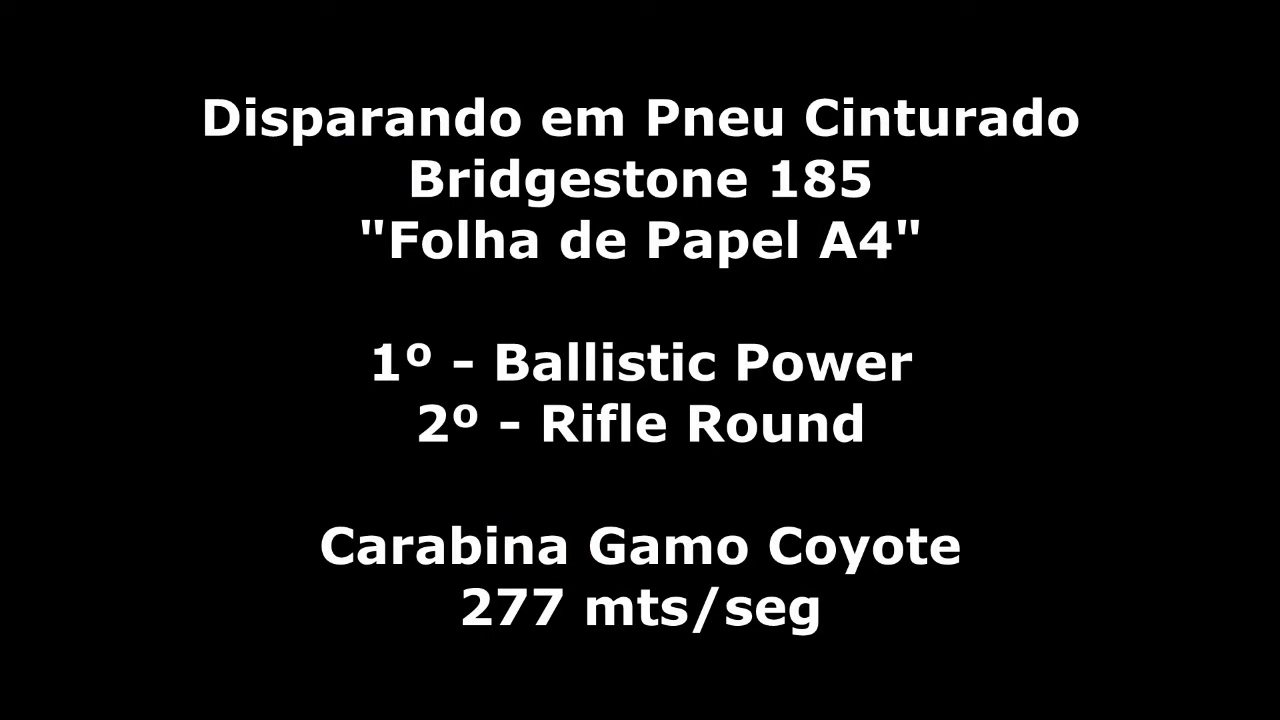 Disparando em Pneu Cinturado
Bridgestone 185
"Folha de Papel A4"
1º - Ballistic Power
2º - Rifle Round
Carabina Gamo Coyote
277 mts/seg